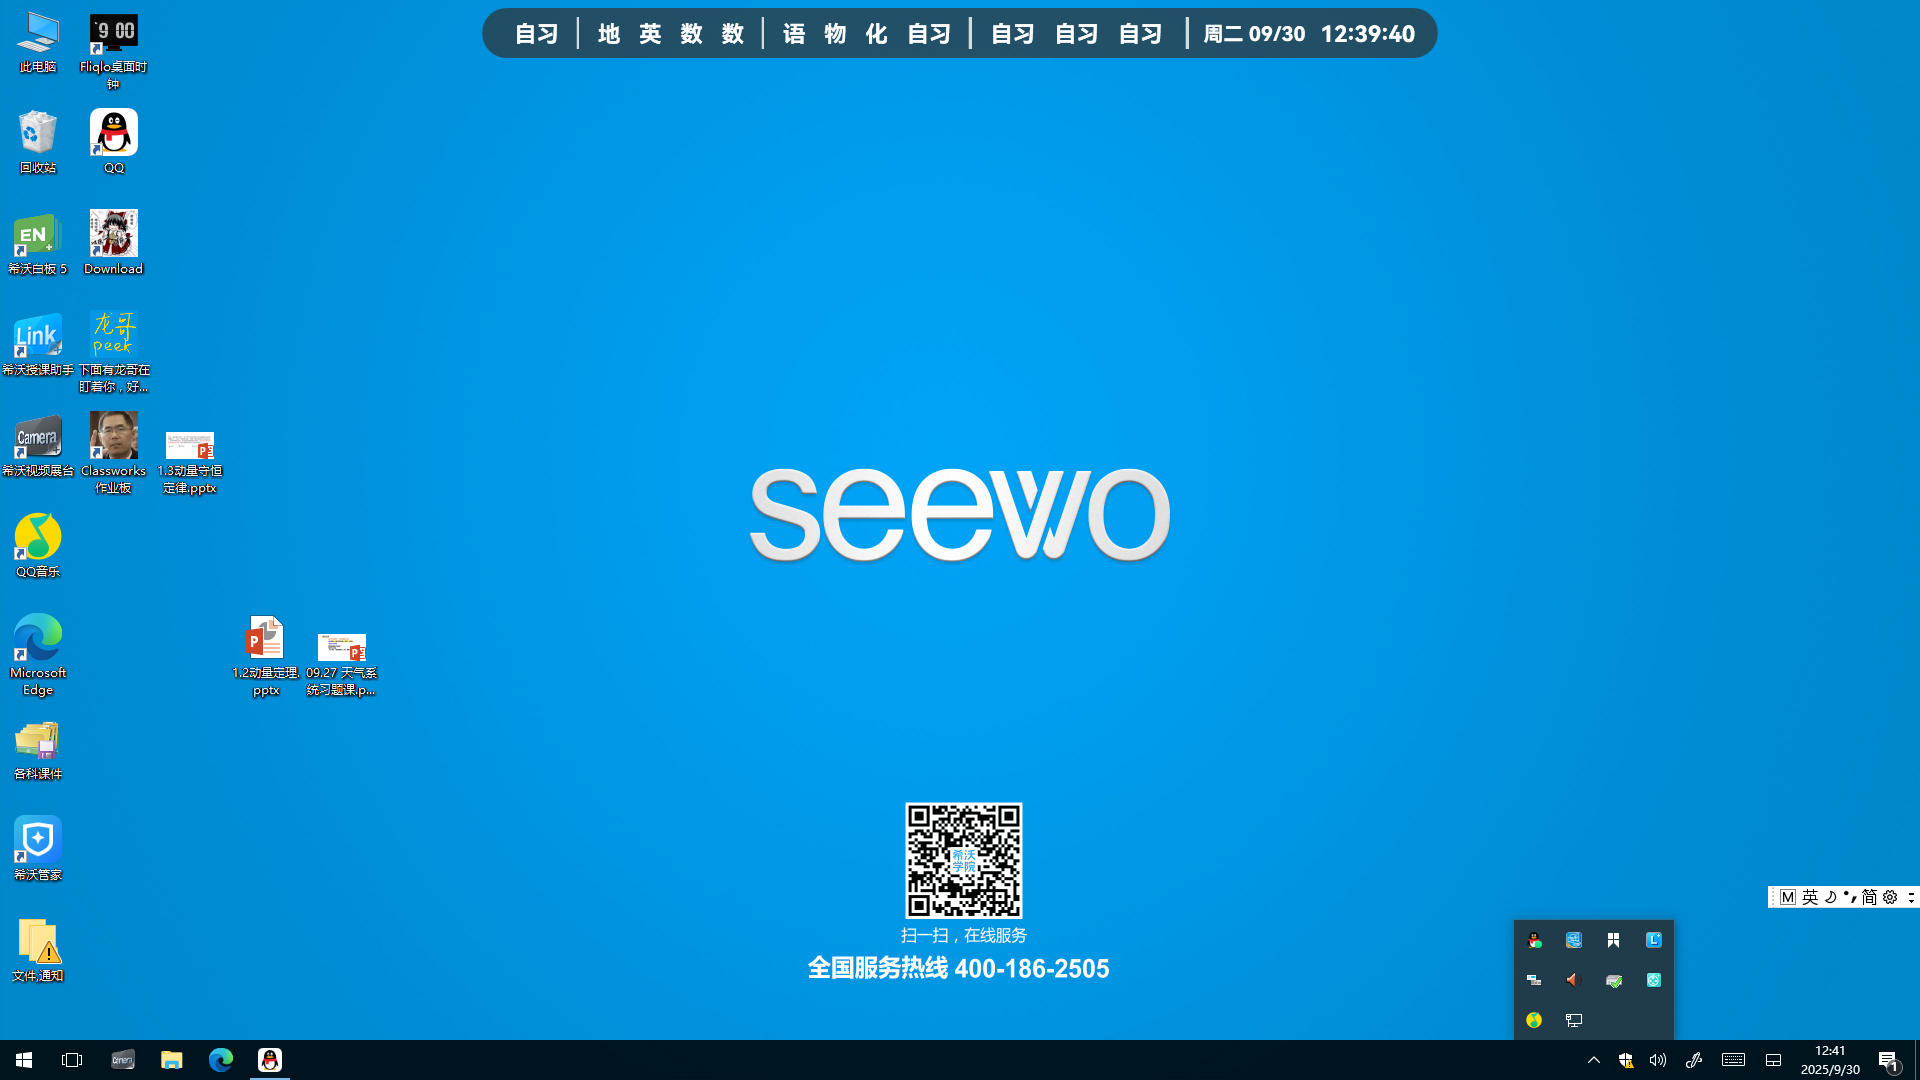 自习 | 地 英 数 数 | 语 物 化 自习 | 自习 自习 自习 | 周二 09/30 12:39:40
此电脑
9 00
Fliqlo桌面时
钟
回收站
QQ
EN
希沃白板 5
Download
Link
希沃授课助手
龙哥
peek
下面有龙哥在
盯着你，好...
Camera
希沃视频展台
Classworks
作业板
1.3动量守恒
定律.pptx
QQ音乐
Microsoft
Edge
1.2动量定理.
pptx
09.27 天气系
统习题课.p...
各科课件
希沃管家
文件,通知
seewo
希沃
学院
扫一扫，在线服务
全国服务热线 400-186-2505
M 英 简
12:41
2025/9/30
1